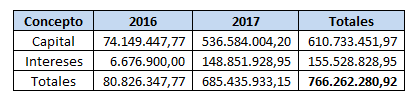 Concepto 2016 2017 Totales
Capital 74.149.447,77 536.584.004,20 610.733.451,97
Intereses 6.676.900,00 148.851.928,95 155.528.828,95
Totales 80.826.347,77 685.435.933,15 766.262.280,92